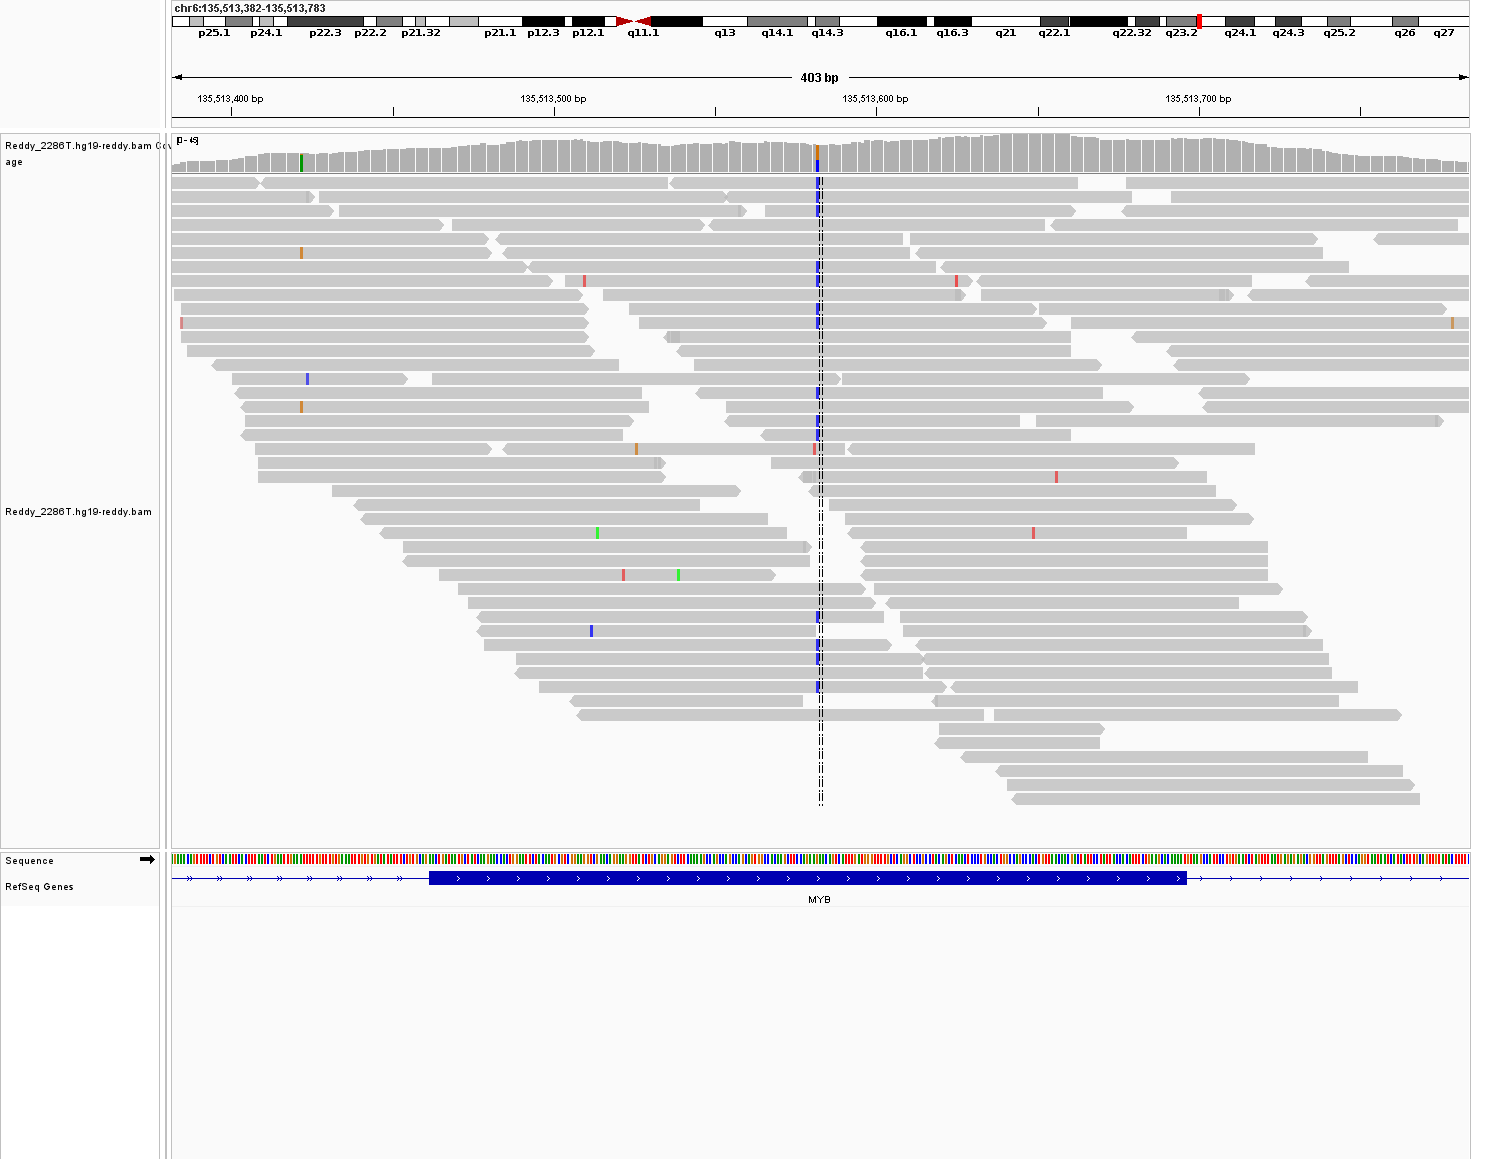 chr6:135,513,382-135,513,783
p25.1 p24.1 p22.3 p22.2 p21.32 p21.1 p12.3 p12.1 q11.1 q13 q14.1 q14.3 q16.1 q16.3 q21 q22.1 q22.32 q23.2 q24.1 q24.3 q25.2 q26 q27
403 bp
135,513,400 bp 135,513,500 bp 135,513,600 bp 135,513,700 bp
Reddy_2286T.hg19-reddy.bam Cov
age
[0 - 45]
Reddy_2286T.hg19-reddy.bam
Sequence
RefSeq Genes
MYB